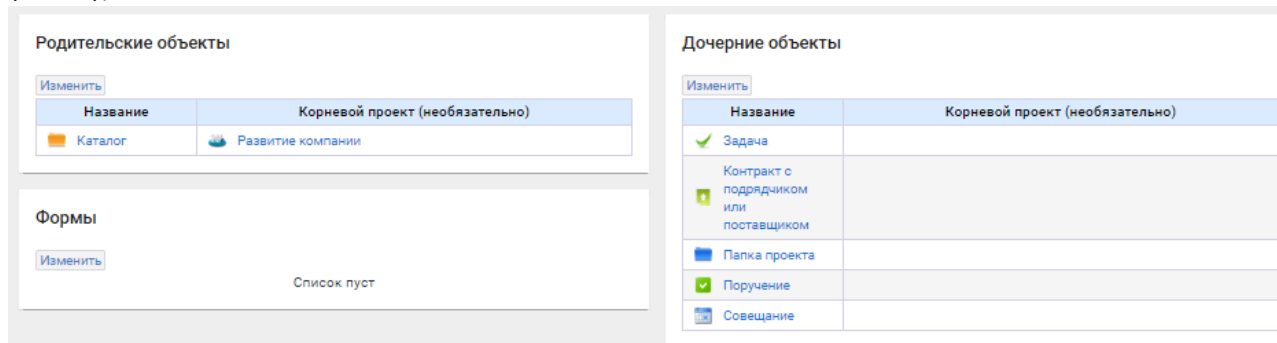 Родительские объекты
Изменить
Название Корневой проект (необязательно)
Каталог Развитие компании
Формы
Изменить
Список пуст
Дочерние объекты
Изменить
Название Корневой проект (необязательно)
Задача
Контракт с
подрядчиком
или
поставщиком
Папка проекта
Поручение
Совещание